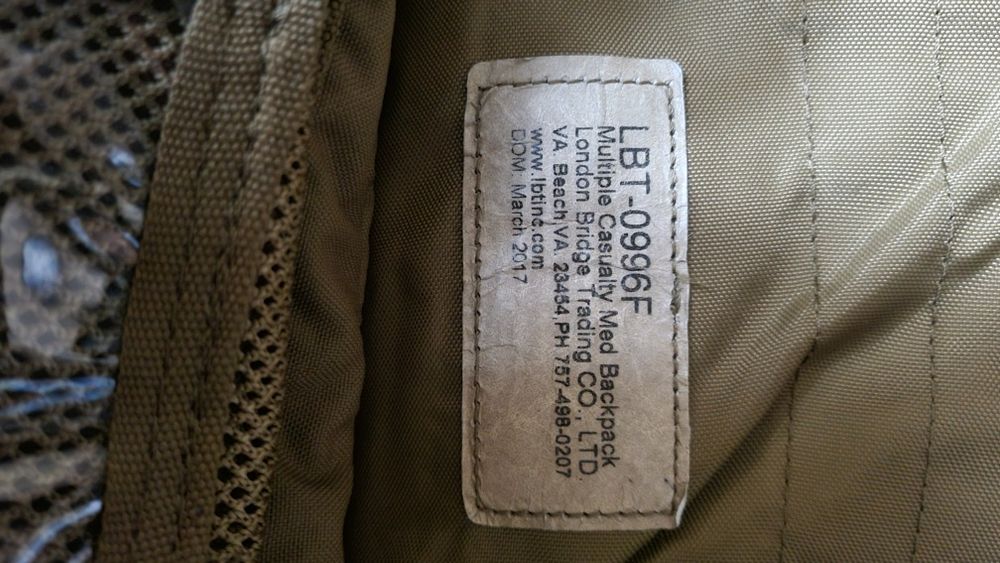 LBT-0996F
Multiple Casualty Med Backpack
London Bridge Trading CO., LTD.
VA. Beach,VA. 23454,PH 757-498-0207
www.lbtinc.com
DOM: March 2017